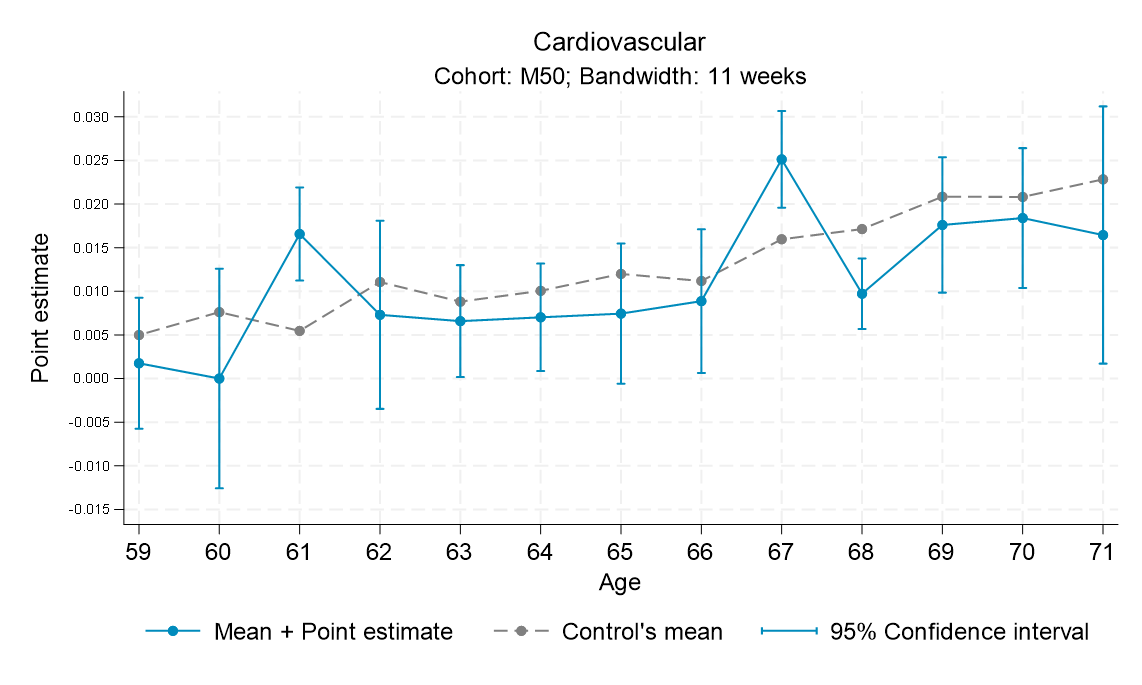 Cardiovascular
Cohort: M50; Bandwidth: 11 weeks
Point estimate
0.030
0.025
0.020
0.015
0.010
0.005
0.000
-0.005
-0.010
-0.015
59 60 61 62 63 64 65 66 67 68 69 70 71
Age
Mean + Point estimate Control's mean 95% Confidence interval